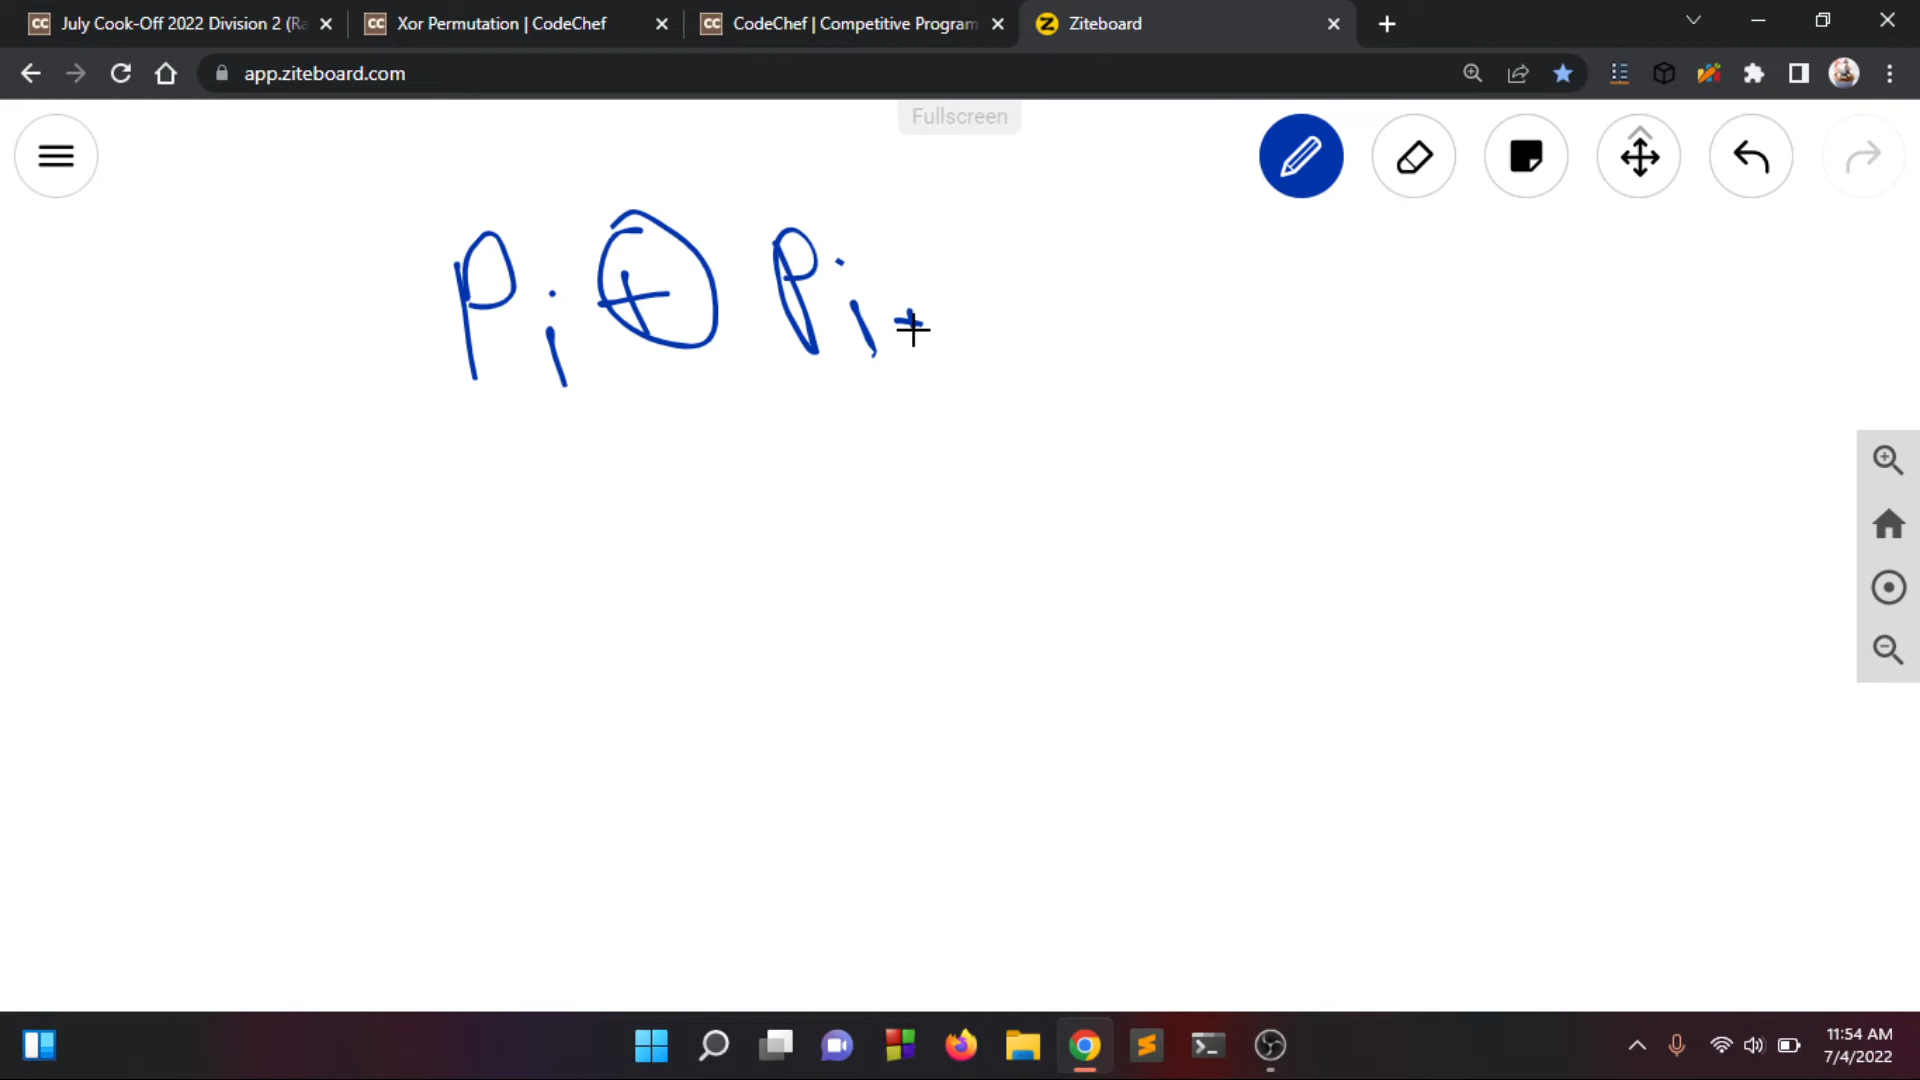 July Cook-Off 2022 Division 2 (Ra
Xor Permutation | CodeChef
CodeChef | Competitive Program
Ziteboard
app.ziteboard.com
Fullscreen
Pi ⊕ Pi+
11:54 AM
7/4/2022